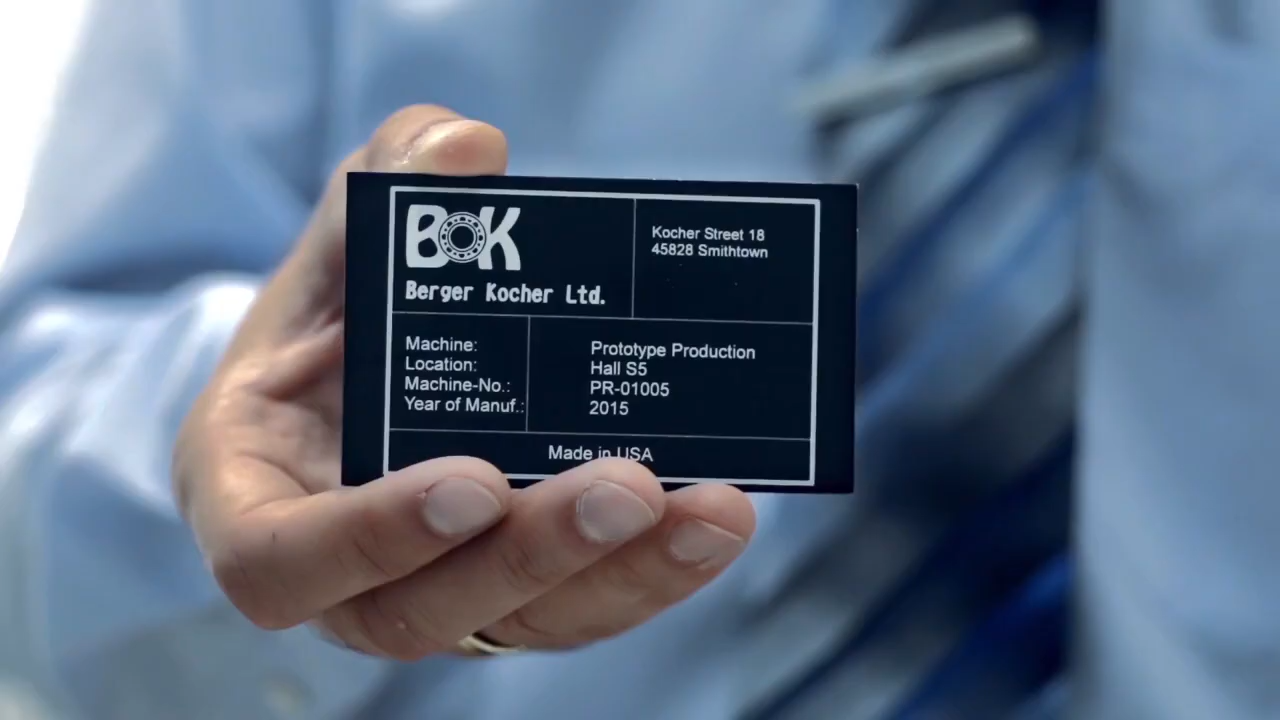 BOK
Berger Kocher Ltd.
Kocher Street 18
45828 Smithtown
Machine: Prototype Production
Location: Hall S5
Machine-No.: PR-01005
Year of Manuf.: 2015
Made in USA